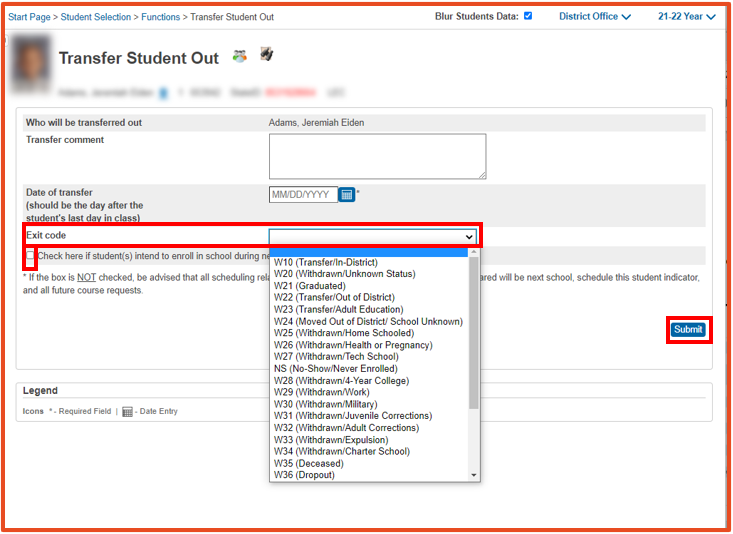 Start Page > Student Selection > Functions > Transfer Student Out
Blur Students Data:
District Office
21-22 Year
Transfer Student Out
Who will be transferred out
Adams, Jeremiah Eiden
Transfer comment
Date of transfer
(should be the day after the
student's last day in class)
MM/DD/YYYY *
Exit code
Check here if student(s) intend to enroll in school during
* If the box is NOT checked, be advised that all scheduling
will be next school, schedule this student indicator,
and all future course requests.
W10 (Transfer/In-District)
W20 (Withdrawn/Unknown Status)
W21 (Graduated)
W22 (Transfer/Out of District)
W23 (Transfer/Adult Education)
W24 (Moved Out of District/ School Unknown)
W25 (Withdrawn/Home Schooled)
W26 (Withdrawn/Health or Pregnancy)
W27 (Withdrawn/Tech School)
NS (No-Show/Never Enrolled)
W28 (Withdrawn/4-Year College)
W29 (Withdrawn/Work)
W30 (Withdrawn/Military)
W31 (Withdrawn/Juvenile Corrections)
W32 (Withdrawn/Adult Corrections)
W33 (Withdrawn/Expulsion)
W34 (Withdrawn/Charter School)
W35 (Deceased)
W36 (Dropout)
Submit
Legend
Icons * - Required Field | - Date Entry